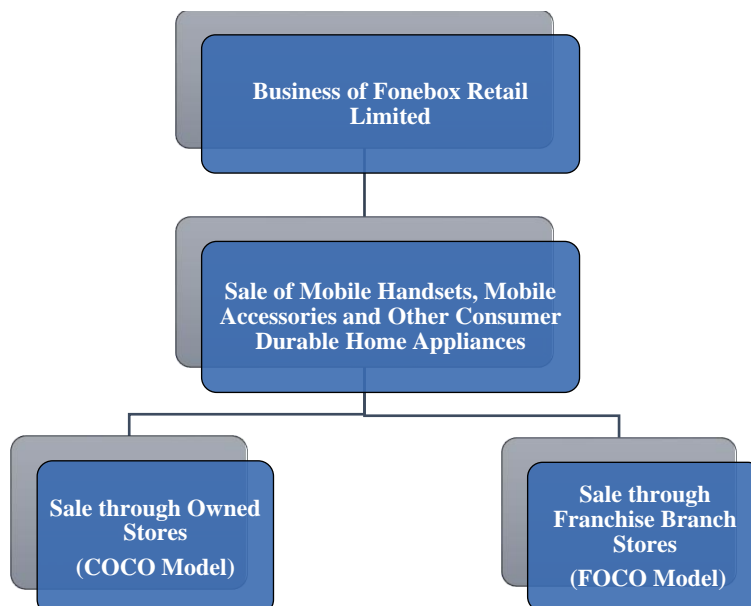 Business of Fonebox Retail
Limited
Sale of Mobile Handsets, Mobile
Accessories and Other Consumer
Durable Home Appliances
Sale through Owned
Stores
(COCO Model)
Sale through
Franchise Branch
Stores
(FOCO Model)